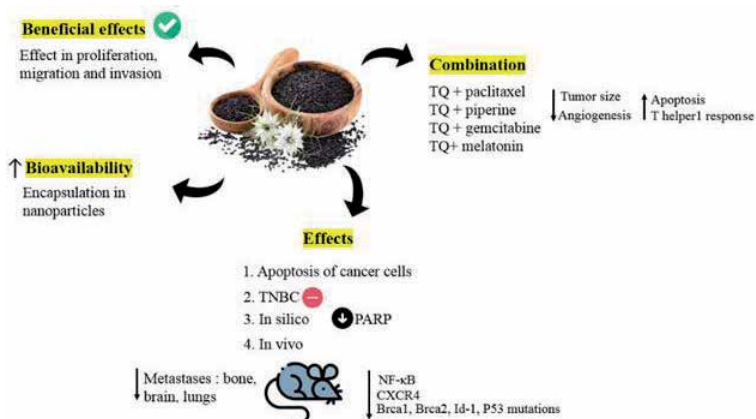 Beneficial effects
Effect in proliferation,
migration and invasion
Combination
TQ + paclitaxel
TQ + piperine
TQ + gemcitabine
TQ+ melatonin
Tumor size
Angiogenesis
Apoptosis
T helper1 response
↑ Bioavailability
Encapsulation in
nanoparticles
Effects
1. Apoptosis of cancer cells
2. TNBC
3. In silico
PARP
4. In vivo
Metastases : bone,
brain, lungs
NF-κB
CXCR4
Brca1, Brca2, Id-1, P53 mutations